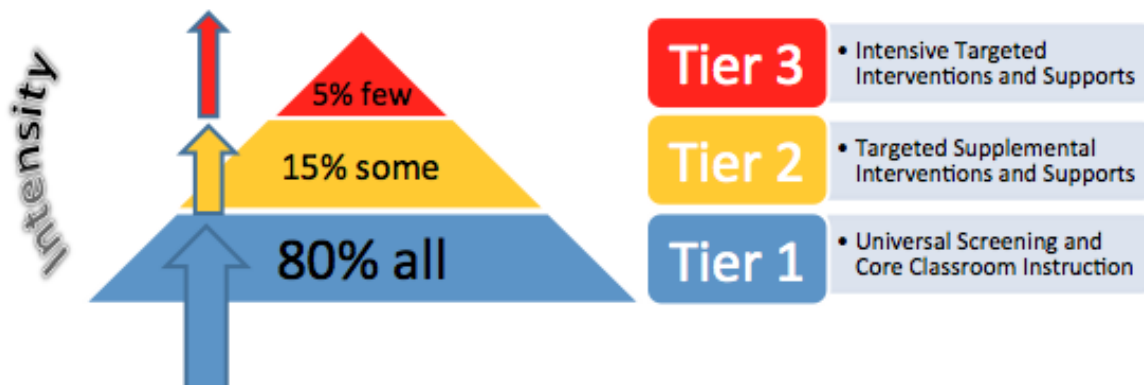 Intensity
5% few
15% some
80% all
Tier 3
• Intensive Targeted
Interventions and Supports
Tier 2
• Targeted Supplemental
Interventions and Supports
Tier 1
• Universal Screening and
Core Classroom Instruction